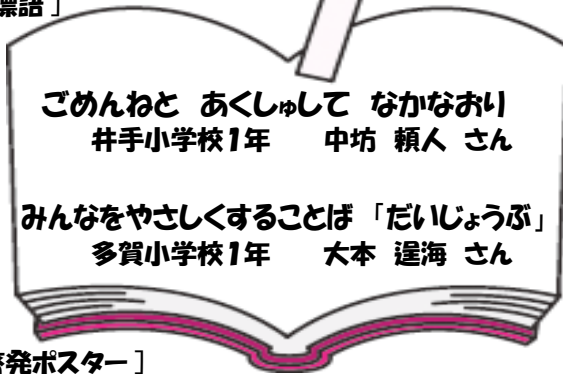 標語］
ごめんねと　あくしゅして　なかなおり
井手小学校1年　　中坊　頼人　さん
みんなをやさしくすることば「だいじょうぶ」
多賀小学校1年　　大本　逞海　さん
発ポスター］